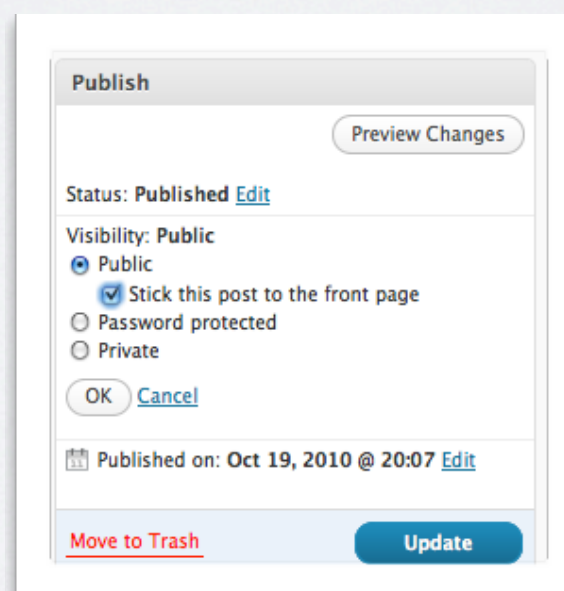 Publish
Preview Changes
Status: Published Edit
Visibility: Public
Public
Stick this post to the front page
Password protected
Private
OK Cancel
Published on: Oct 19, 2010 @ 20:07 Edit
Move to Trash Update